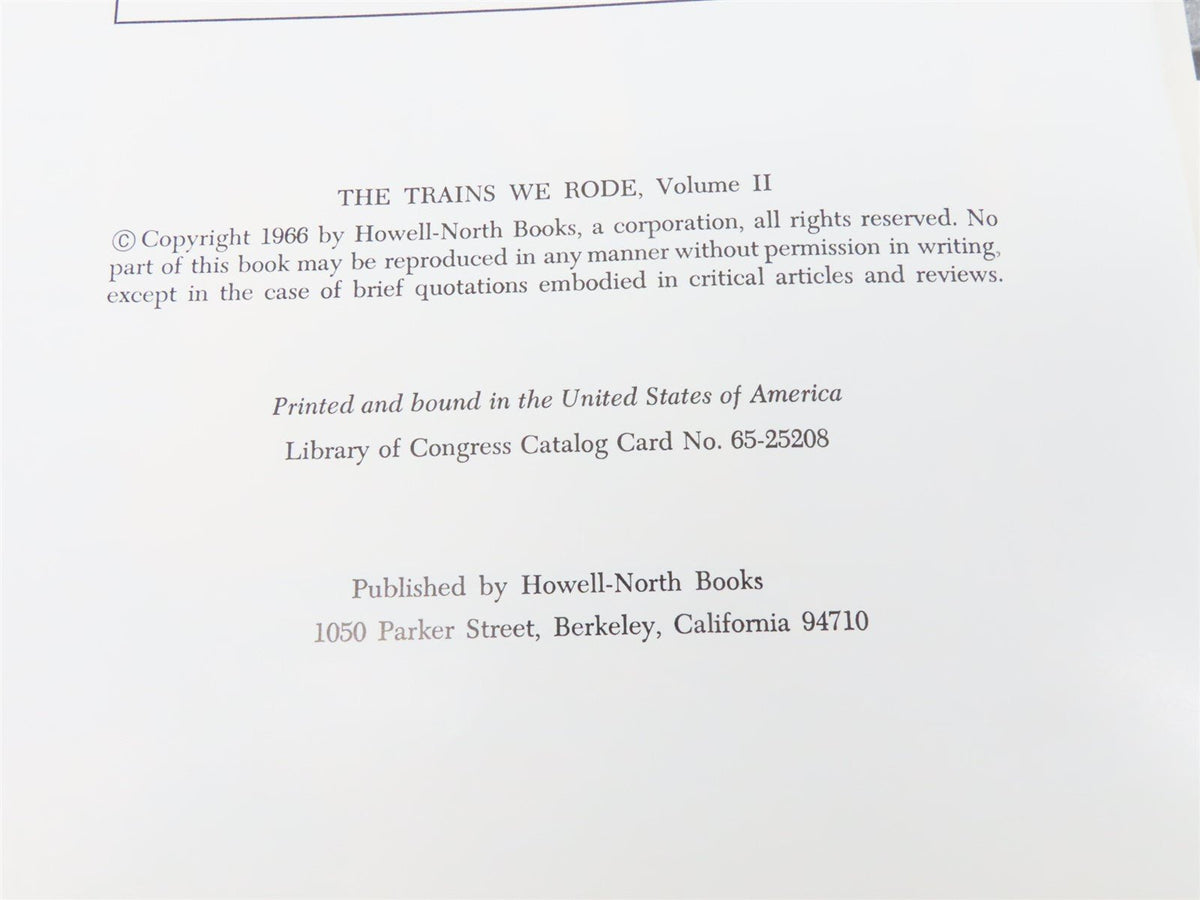 THE TRAINS WE RODE, Volume II
© Copyright 1966 by Howell-North Books, a corporation, all rights reserved. No
part of this book may be reproduced in any manner without permission in writing,
except in the case of brief quotations embodied in critical articles and reviews.
Printed and bound in the United States of America
Library of Congress Catalog Card No. 65-25208
Published by Howell-North Books
1050 Parker Street, Berkeley, California 94710